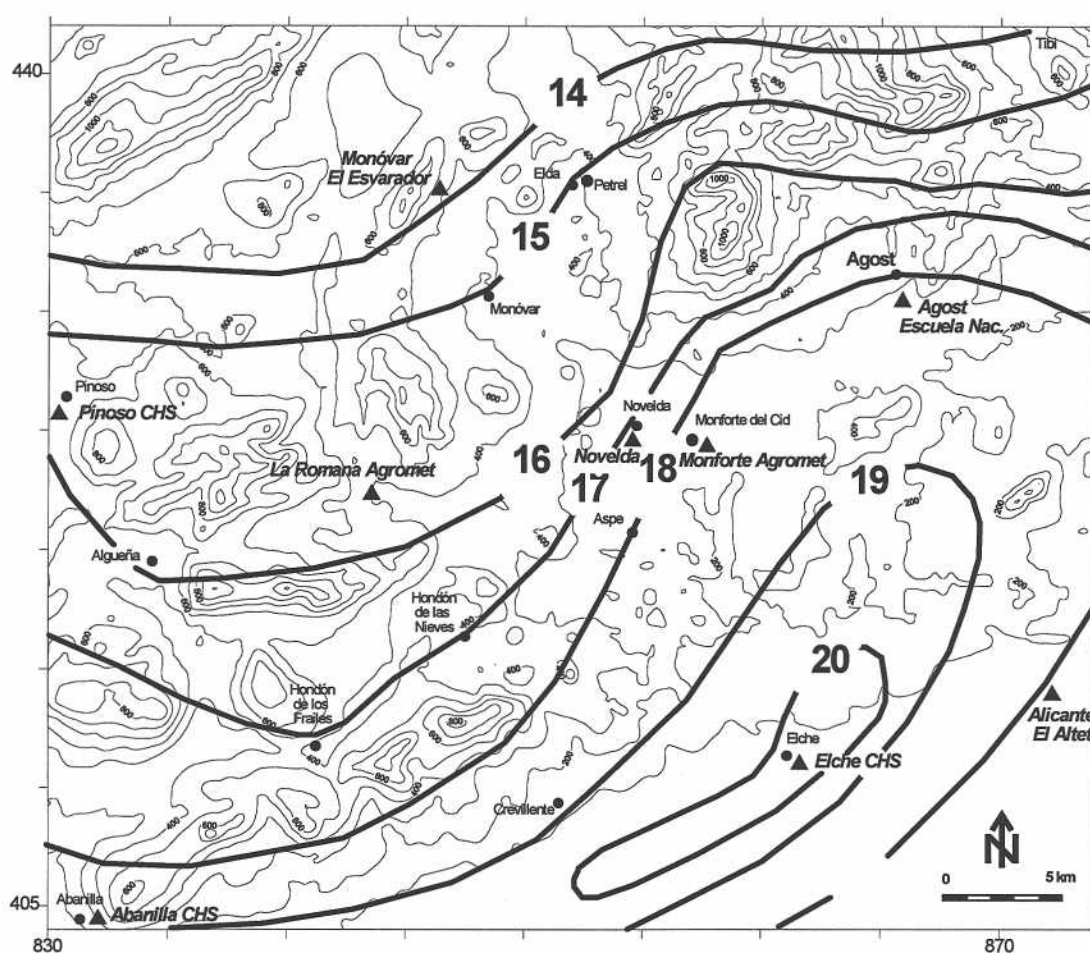 440
Tibi
14
Monóvar
El Esvarador
Elda
Petrel
15
Agost
Monóvar
Agost
Escuela Nac.
Pinoso
Pinoso CHS
Novelda
Monforte del Cid
16
Novelda
18
Monforte Agromet
La Romana Agromet
17
19
Aspe
Algueña
Hondón
de las
Nieves
20
Hondón
de los
Frailes
Alicante
El Altet
Elche
Elche CHS
Crevillente
N
0 5 km
405
Abanilla
Abanilla CHS
830
870